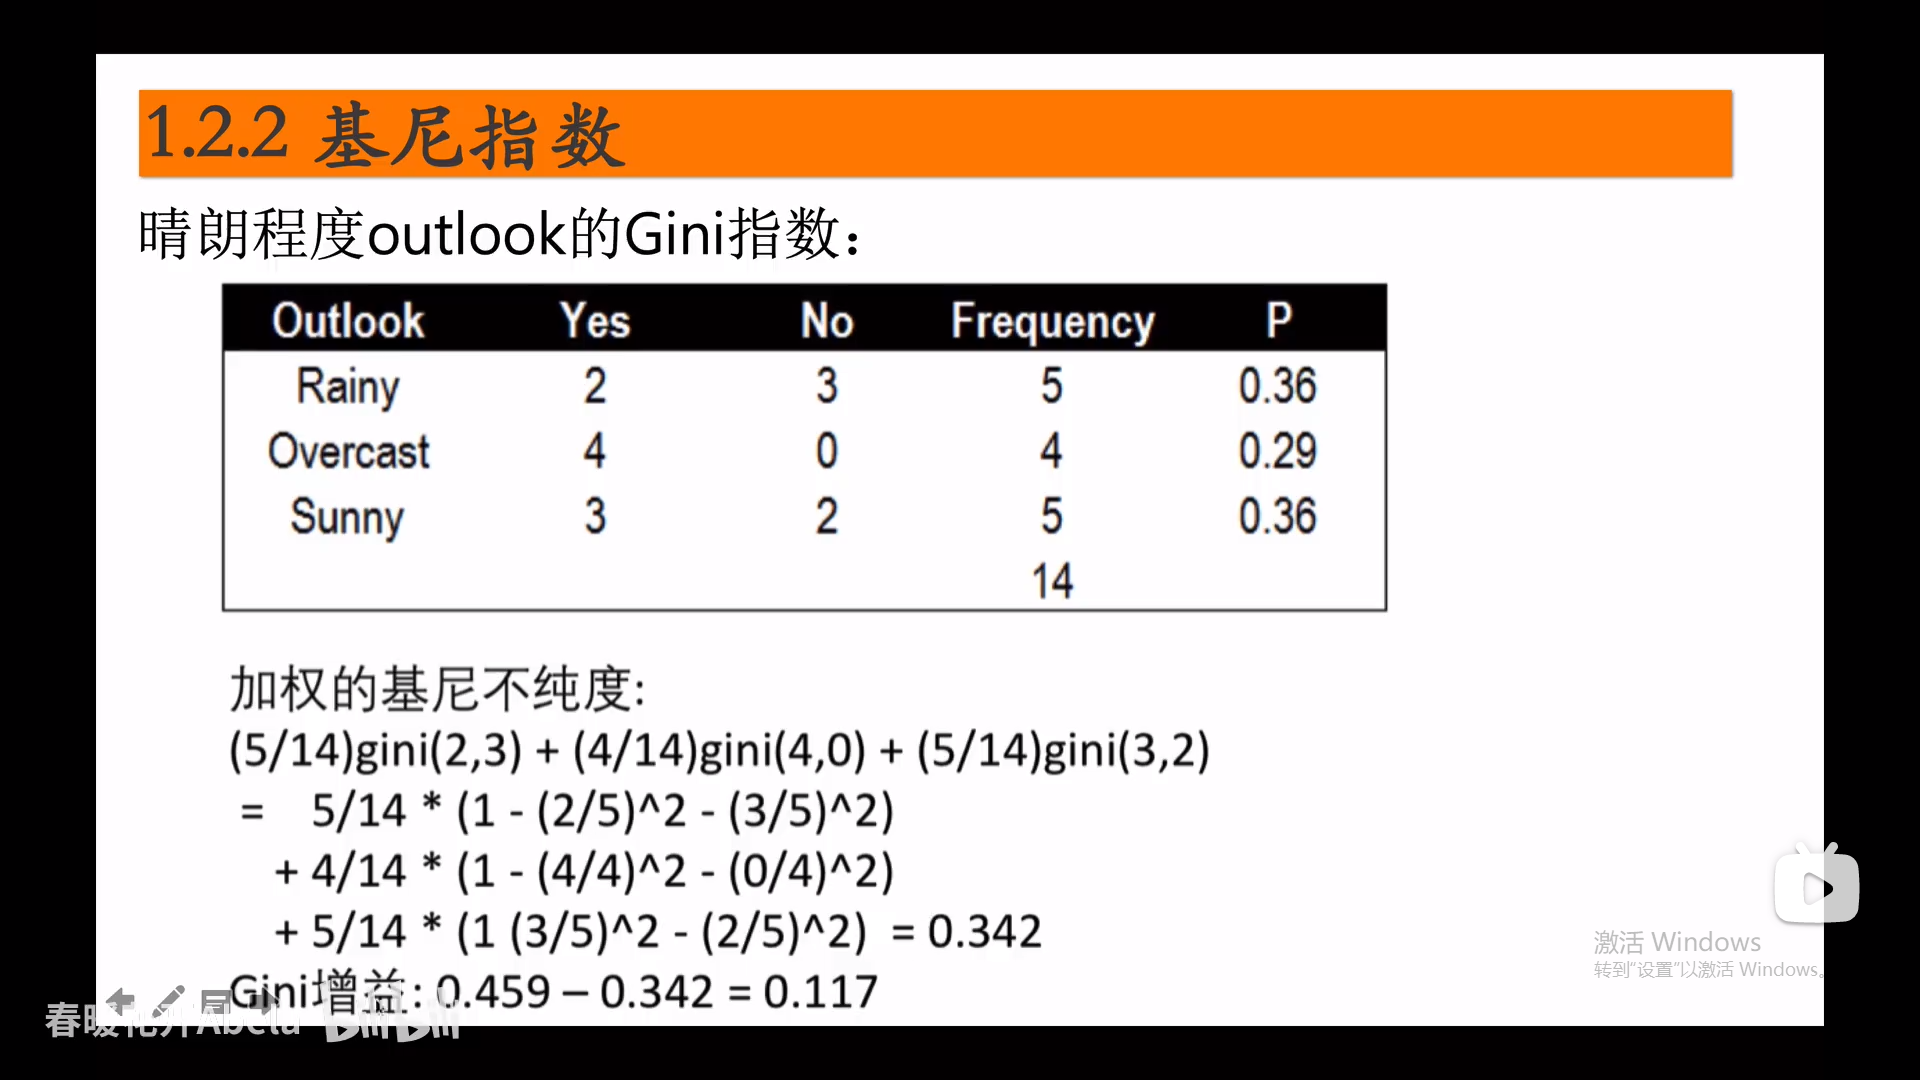 1.2.2 基尼指数
晴朗程度outlook的Gini指数：
Outlook Yes No Frequency P
Rainy 2 3 5 0.36
Overcast 4 0 4 0.29
Sunny 3 2 5 0.36
14
加权的基尼不纯度:
(5/14)gini(2,3) + (4/14)gini(4,0) + (5/14)gini(3,2)
= 5/14 * (1 - (2/5)^2 - (3/5)^2)
+ 4/14 * (1 - (4/4)^2 - (0/4)^2)
+ 5/14 * (1 (3/5)^2 - (2/5)^2) = 0.342
Gini增益: 0.459 – 0.342 = 0.117
激活 Windows
转到"设置"以激活 Windows。
春暖花开Abela bilibili